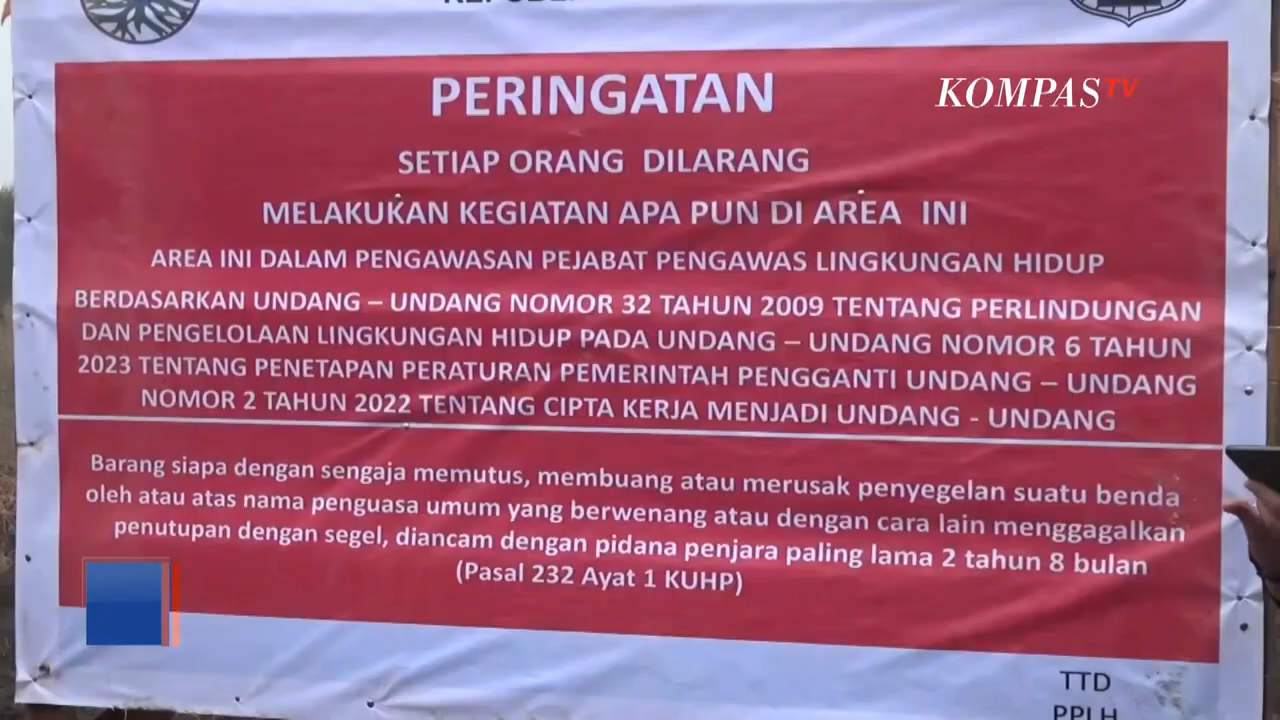 PERINGATAN
KOMPAS TV
SETIAP ORANG DILARANG
MELAKUKAN KEGIATAN APA PUN DI AREA INI
AREA INI DALAM PENGAWASAN PEJABAT PENGAWAS LINGKUNGAN HIDUP
BERDASARKAN UNDANG – UNDANG NOMOR 32 TAHUN 2009 TENTANG PERLINDUNGAN
DAN PENGELOLAAN LINGKUNGAN HIDUP PADA UNDANG – UNDANG NOMOR 6 TAHUN
2023 TENTANG PENETAPAN PERATURAN PEMERINTAH PENGGANTI UNDANG – UNDANG
NOMOR 2 TAHUN 2022 TENTANG CIPTA KERJA MENJADI UNDANG - UNDANG
Barang siapa dengan sengaja memutus, membuang atau merusak penyegelan suatu benda
oleh atau atas nama penguasa umum yang berwenang atau dengan cara lain menggagalkan
penutupan dengan segel, diancam dengan pidana penjara paling lama 2 tahun 8 bulan
(Pasal 232 Ayat 1 KUHP)
TTD
PPLH